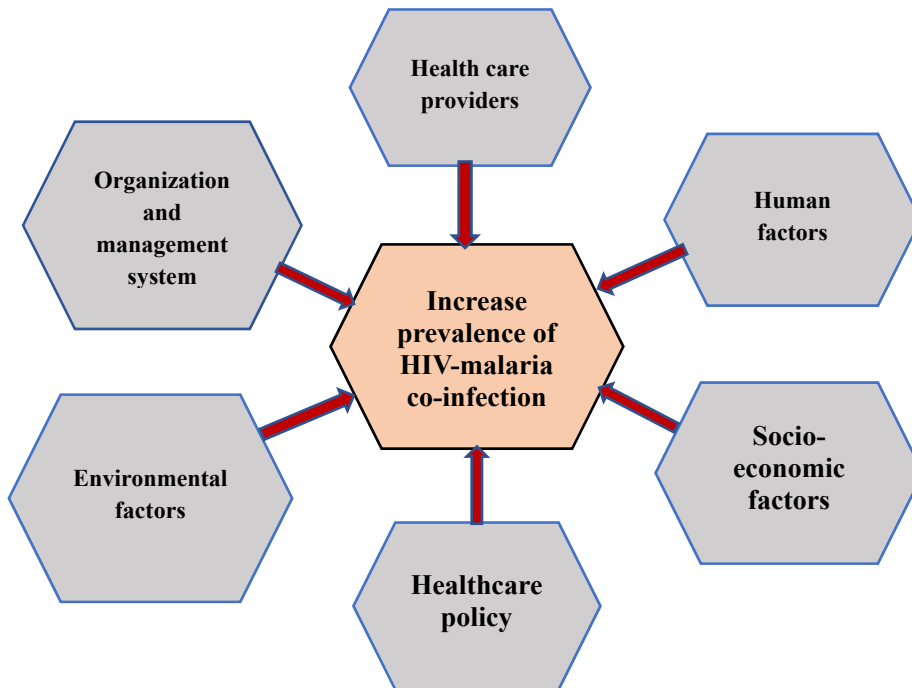 Health care
providers
Organization
and
management
system
Human
factors
Increase
prevalence of
HIV-malaria
co-infection
Environmental
factors
Socio-
economic
factors
Healthcare
policy